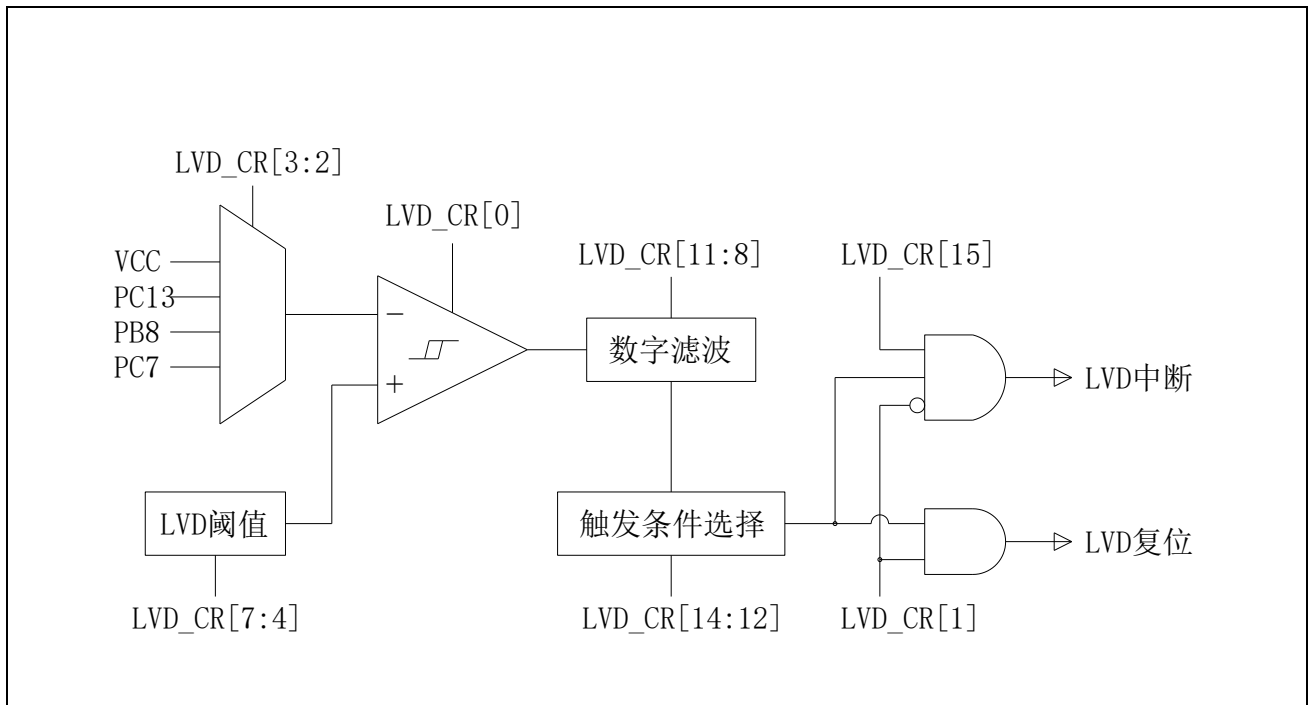 LVD_CR[3:2]
LVD_CR[0]
LVD_CR[11:8]
LVD_CR[15]
VCC
PC13
PB8
PC7
数字滤波
LVD中断
LVD阈值
触发条件选择
LVD复位
LVD_CR[7:4]
LVD_CR[14:12]
LVD_CR[1]